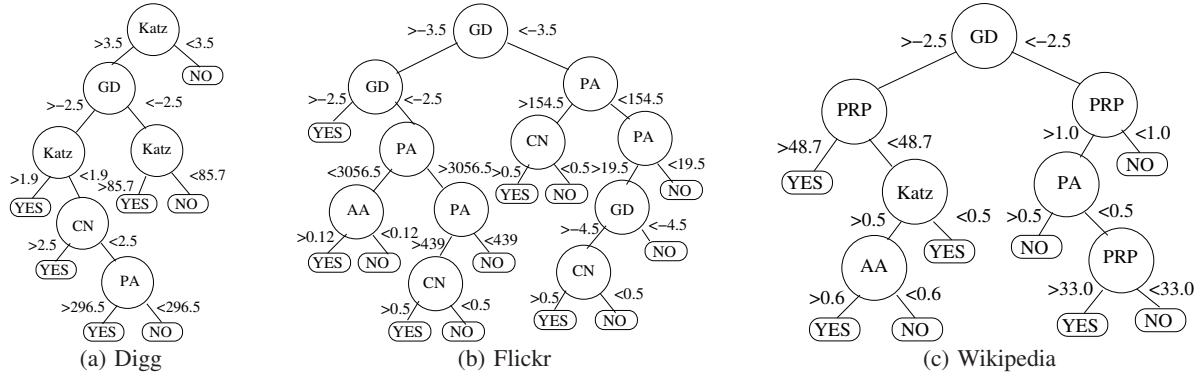 Katz
>3.5 <3.5
GD NO
>−2.5 <−2.5
Katz Katz
>1.9 <1.9 >85.7 <85.7
YES CN YES NO
>2.5 <2.5
YES PA
>296.5 <296.5
YES NO
(a) Digg
>−3.5 GD <−3.5
GD PA
>−2.5 <−2.5 >154.5 <154.5
YES PA CN PA
<3056.5 >3056.5 >0.5 <0.5 >19.5 <19.5
AA PA YES NO GD NO
>0.12 <0.12 >439 <439 >−4.5 <−4.5
YES NO CN NO CN NO
>0.5 <0.5 >0.5 <0.5
YES NO YES NO
(b) Flickr
>−2.5 GD <−2.5
PRP PRP
>48.7 <48.7 >1.0 <1.0
YES Katz PA NO
>0.5 <0.5 >0.5 <0.5
AA YES NO PRP
>0.6 <0.6 >33.0 <33.0
YES NO YES NO
(c) Wikipedia